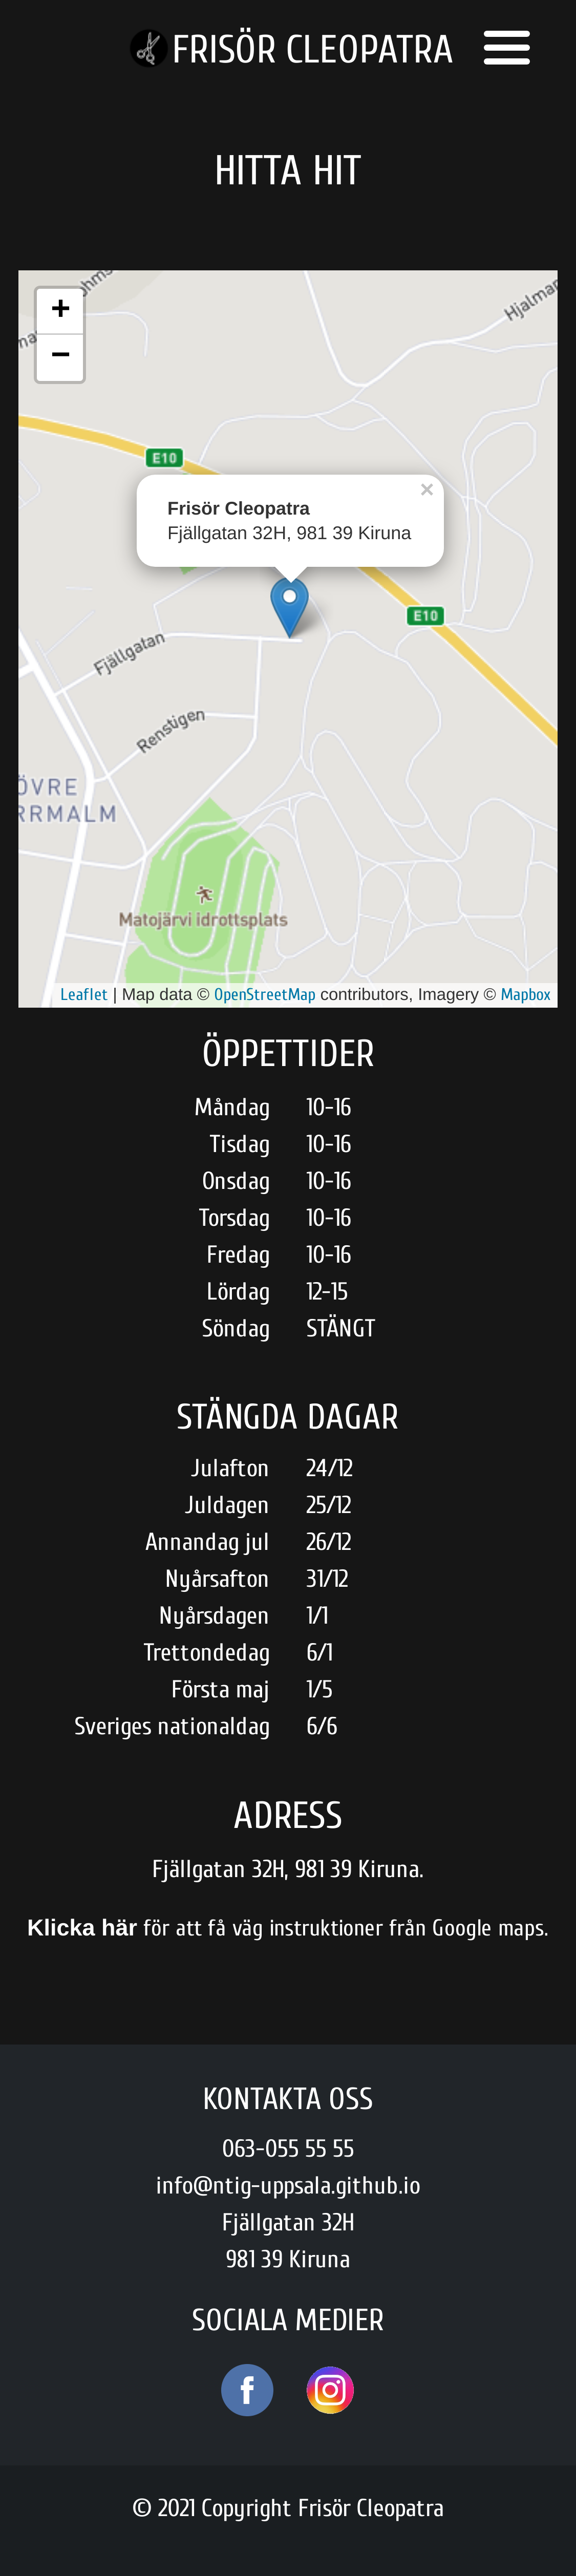 FRISÖR CLEOPATRA
HITTA HIT
+
−
Hjalmar
E10
×
Frisör Cleopatra
Fjällgatan 32H, 981 39 Kiruna
E10
Fjällgatan
Renstigen
ÖVRE
RRMALM
Matojärvi idrottsplats
Leaflet | Map data © OpenStreetMap contributors, Imagery © Mapbox
ÖPPETTIDER
Måndag 10-16
Tisdag 10-16
Onsdag 10-16
Torsdag 10-16
Fredag 10-16
Lördag 12-15
Söndag STÄNGT
STÄNGDA DAGAR
Julafton 24/12
Juldagen 25/12
Annandag jul 26/12
Nyårsafton 31/12
Nyårsdagen 1/1
Trettondedag 6/1
Första maj 1/5
Sveriges nationaldag 6/6
ADRESS
Fjällgatan 32H, 981 39 Kiruna.
Klicka här för att få väg instruktioner från Google maps.
KONTAKTA OSS
063-055 55 55
info@ntig-uppsala.github.io
Fjällgatan 32H
981 39 Kiruna
SOCIALA MEDIER
© 2021 Copyright Frisör Cleopatra